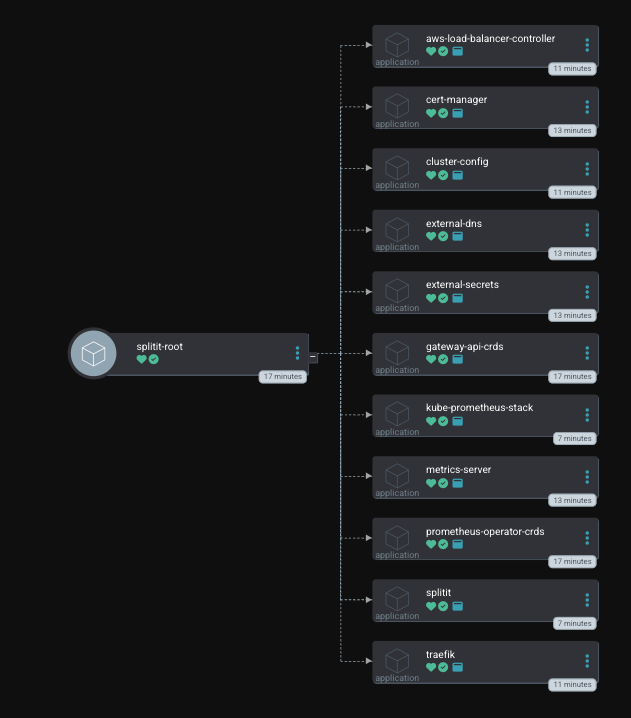 aws-load-balancer-controller
application
11 minutes
cert-manager
application
13 minutes
cluster-config
application
11 minutes
external-dns
application
13 minutes
external-secrets
application
13 minutes
splitit-root
17 minutes
gateway-api-crds
application
17 minutes
kube-prometheus-stack
application
7 minutes
metrics-server
application
13 minutes
prometheus-operator-crds
application
17 minutes
splitit
application
7 minutes
traefik
application
11 minutes